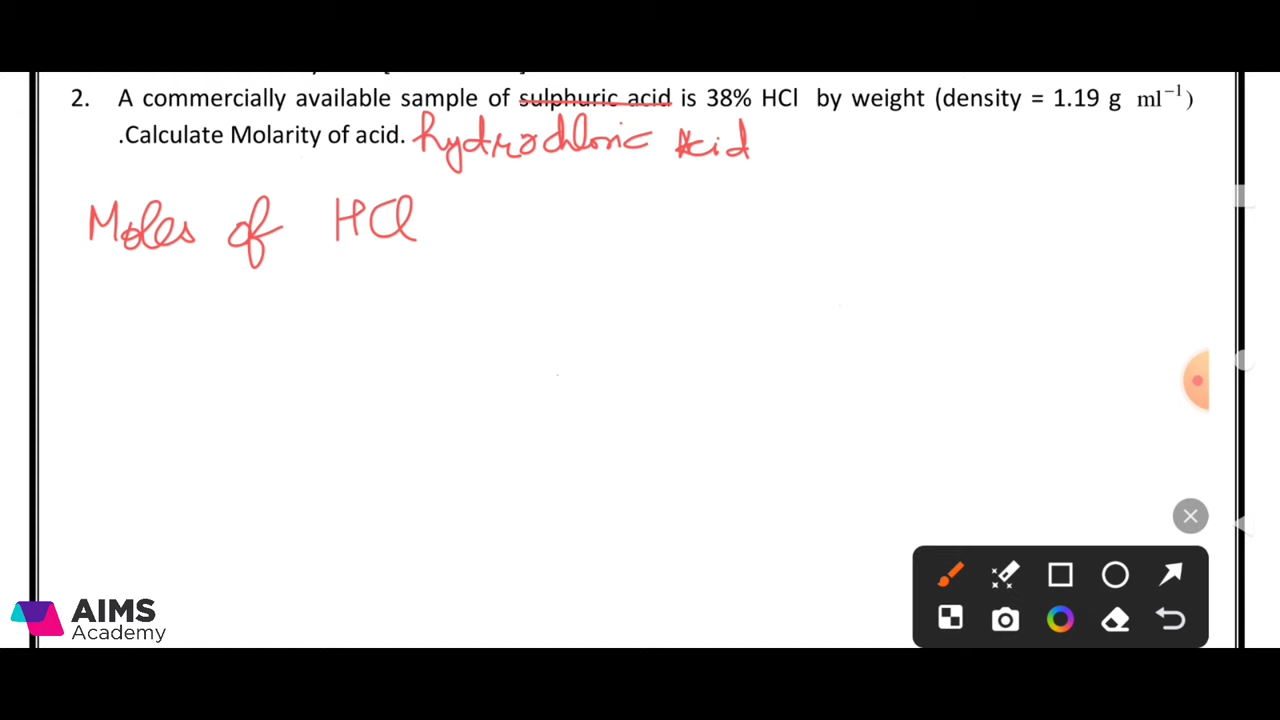 2. A commercially available sample of sulphuric acid is 38% HCl by weight (density = 1.19 g ml⁻¹)
.Calculate Molarity of acid. hydrochloric Acid
Moles of HCl
AIMS
Academy